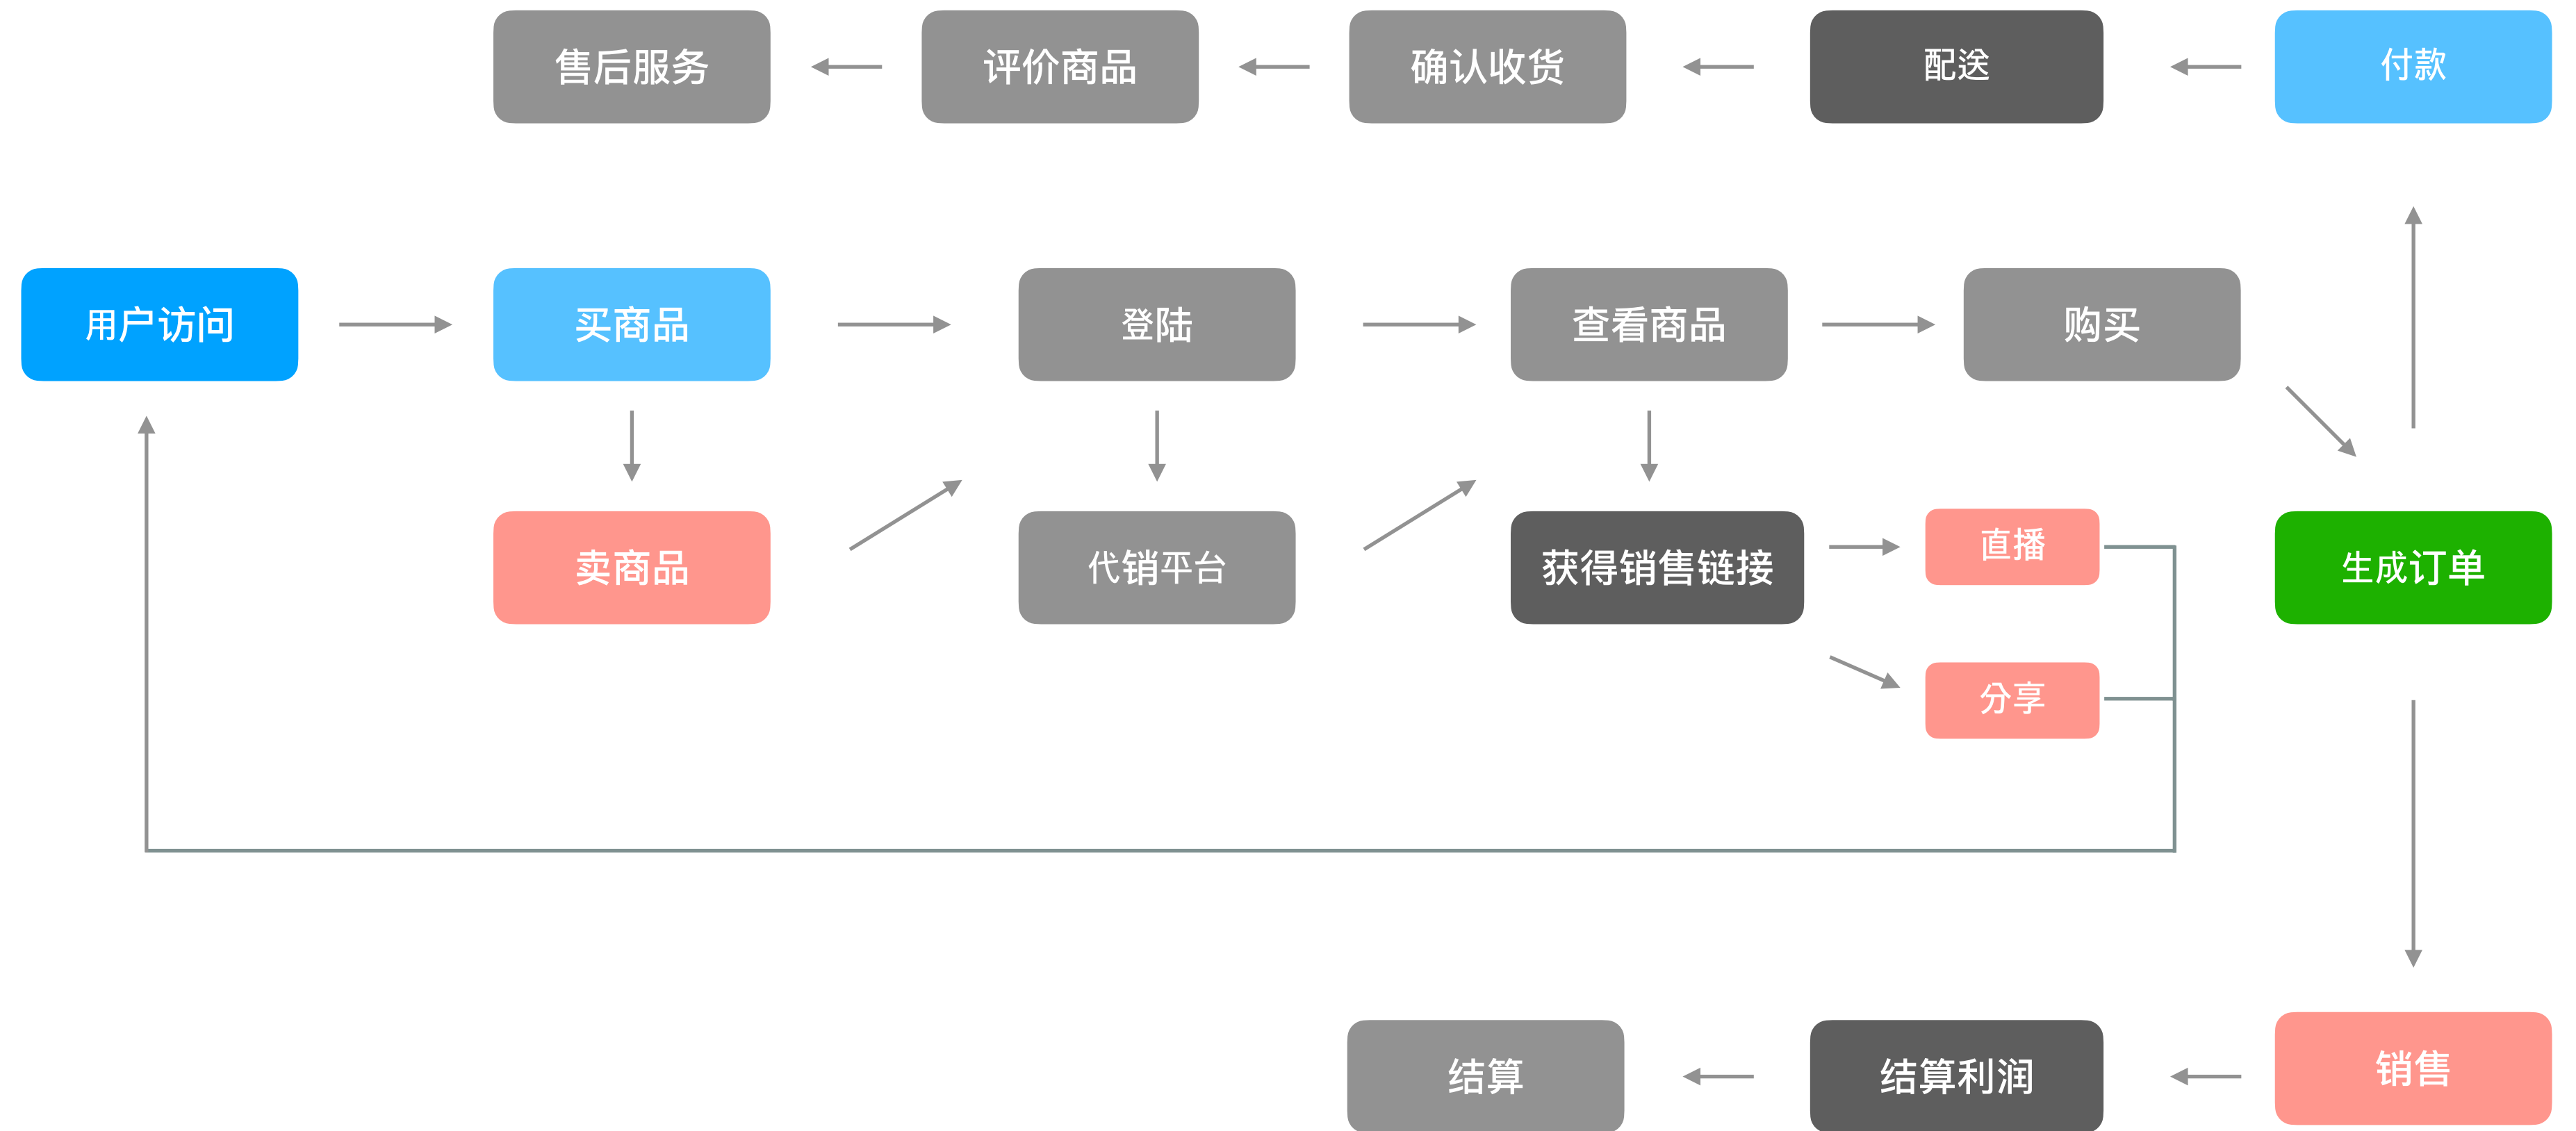 售后服务
评价商品
确认收货
配送
付款
用户访问
买商品
登陆
查看商品
购买
卖商品
代销平台
获得销售链接
直播
生成订单
分享
结算
结算利润
销售